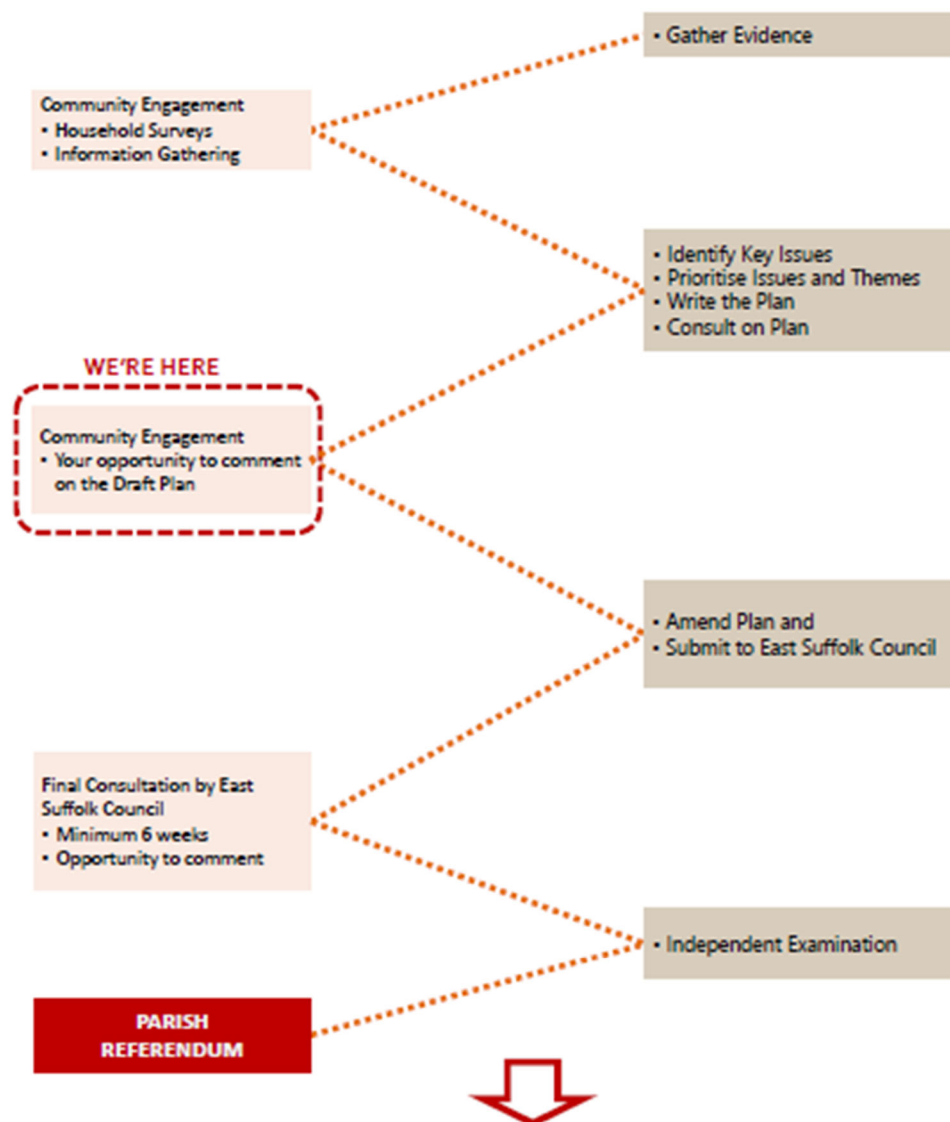 • Gather Evidence
Community Engagement
• Household Surveys
• Information Gathering
• Identify Key Issues
• Prioritise Issues and Themes
• Write the Plan
• Consult on Plan
WE'RE HERE
Community Engagement
• Your opportunity to comment
on the Draft Plan
• Amend Plan and
• Submit to East Suffolk Council
Final Consultation by East
Suffolk Council
• Minimum 6 weeks
• Opportunity to comment
• Independent Examination
PARISH
REFERENDUM